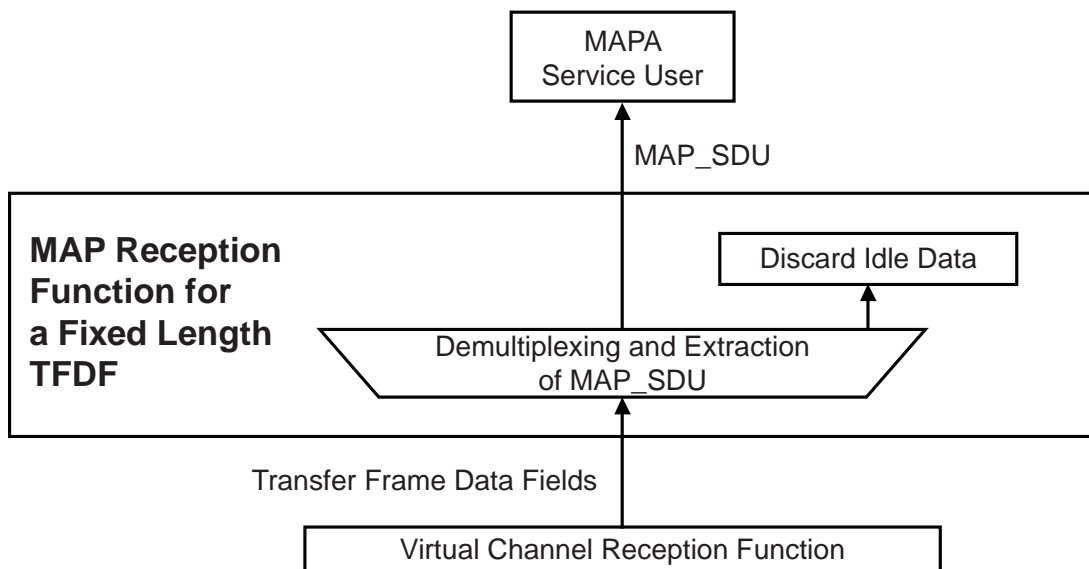 MAPA
Service User
MAP_SDU
MAP Reception
Function for
a Fixed Length
TFDF
Discard Idle Data
Demultiplexing and Extraction
of MAP_SDU
Transfer Frame Data Fields
Virtual Channel Reception Function